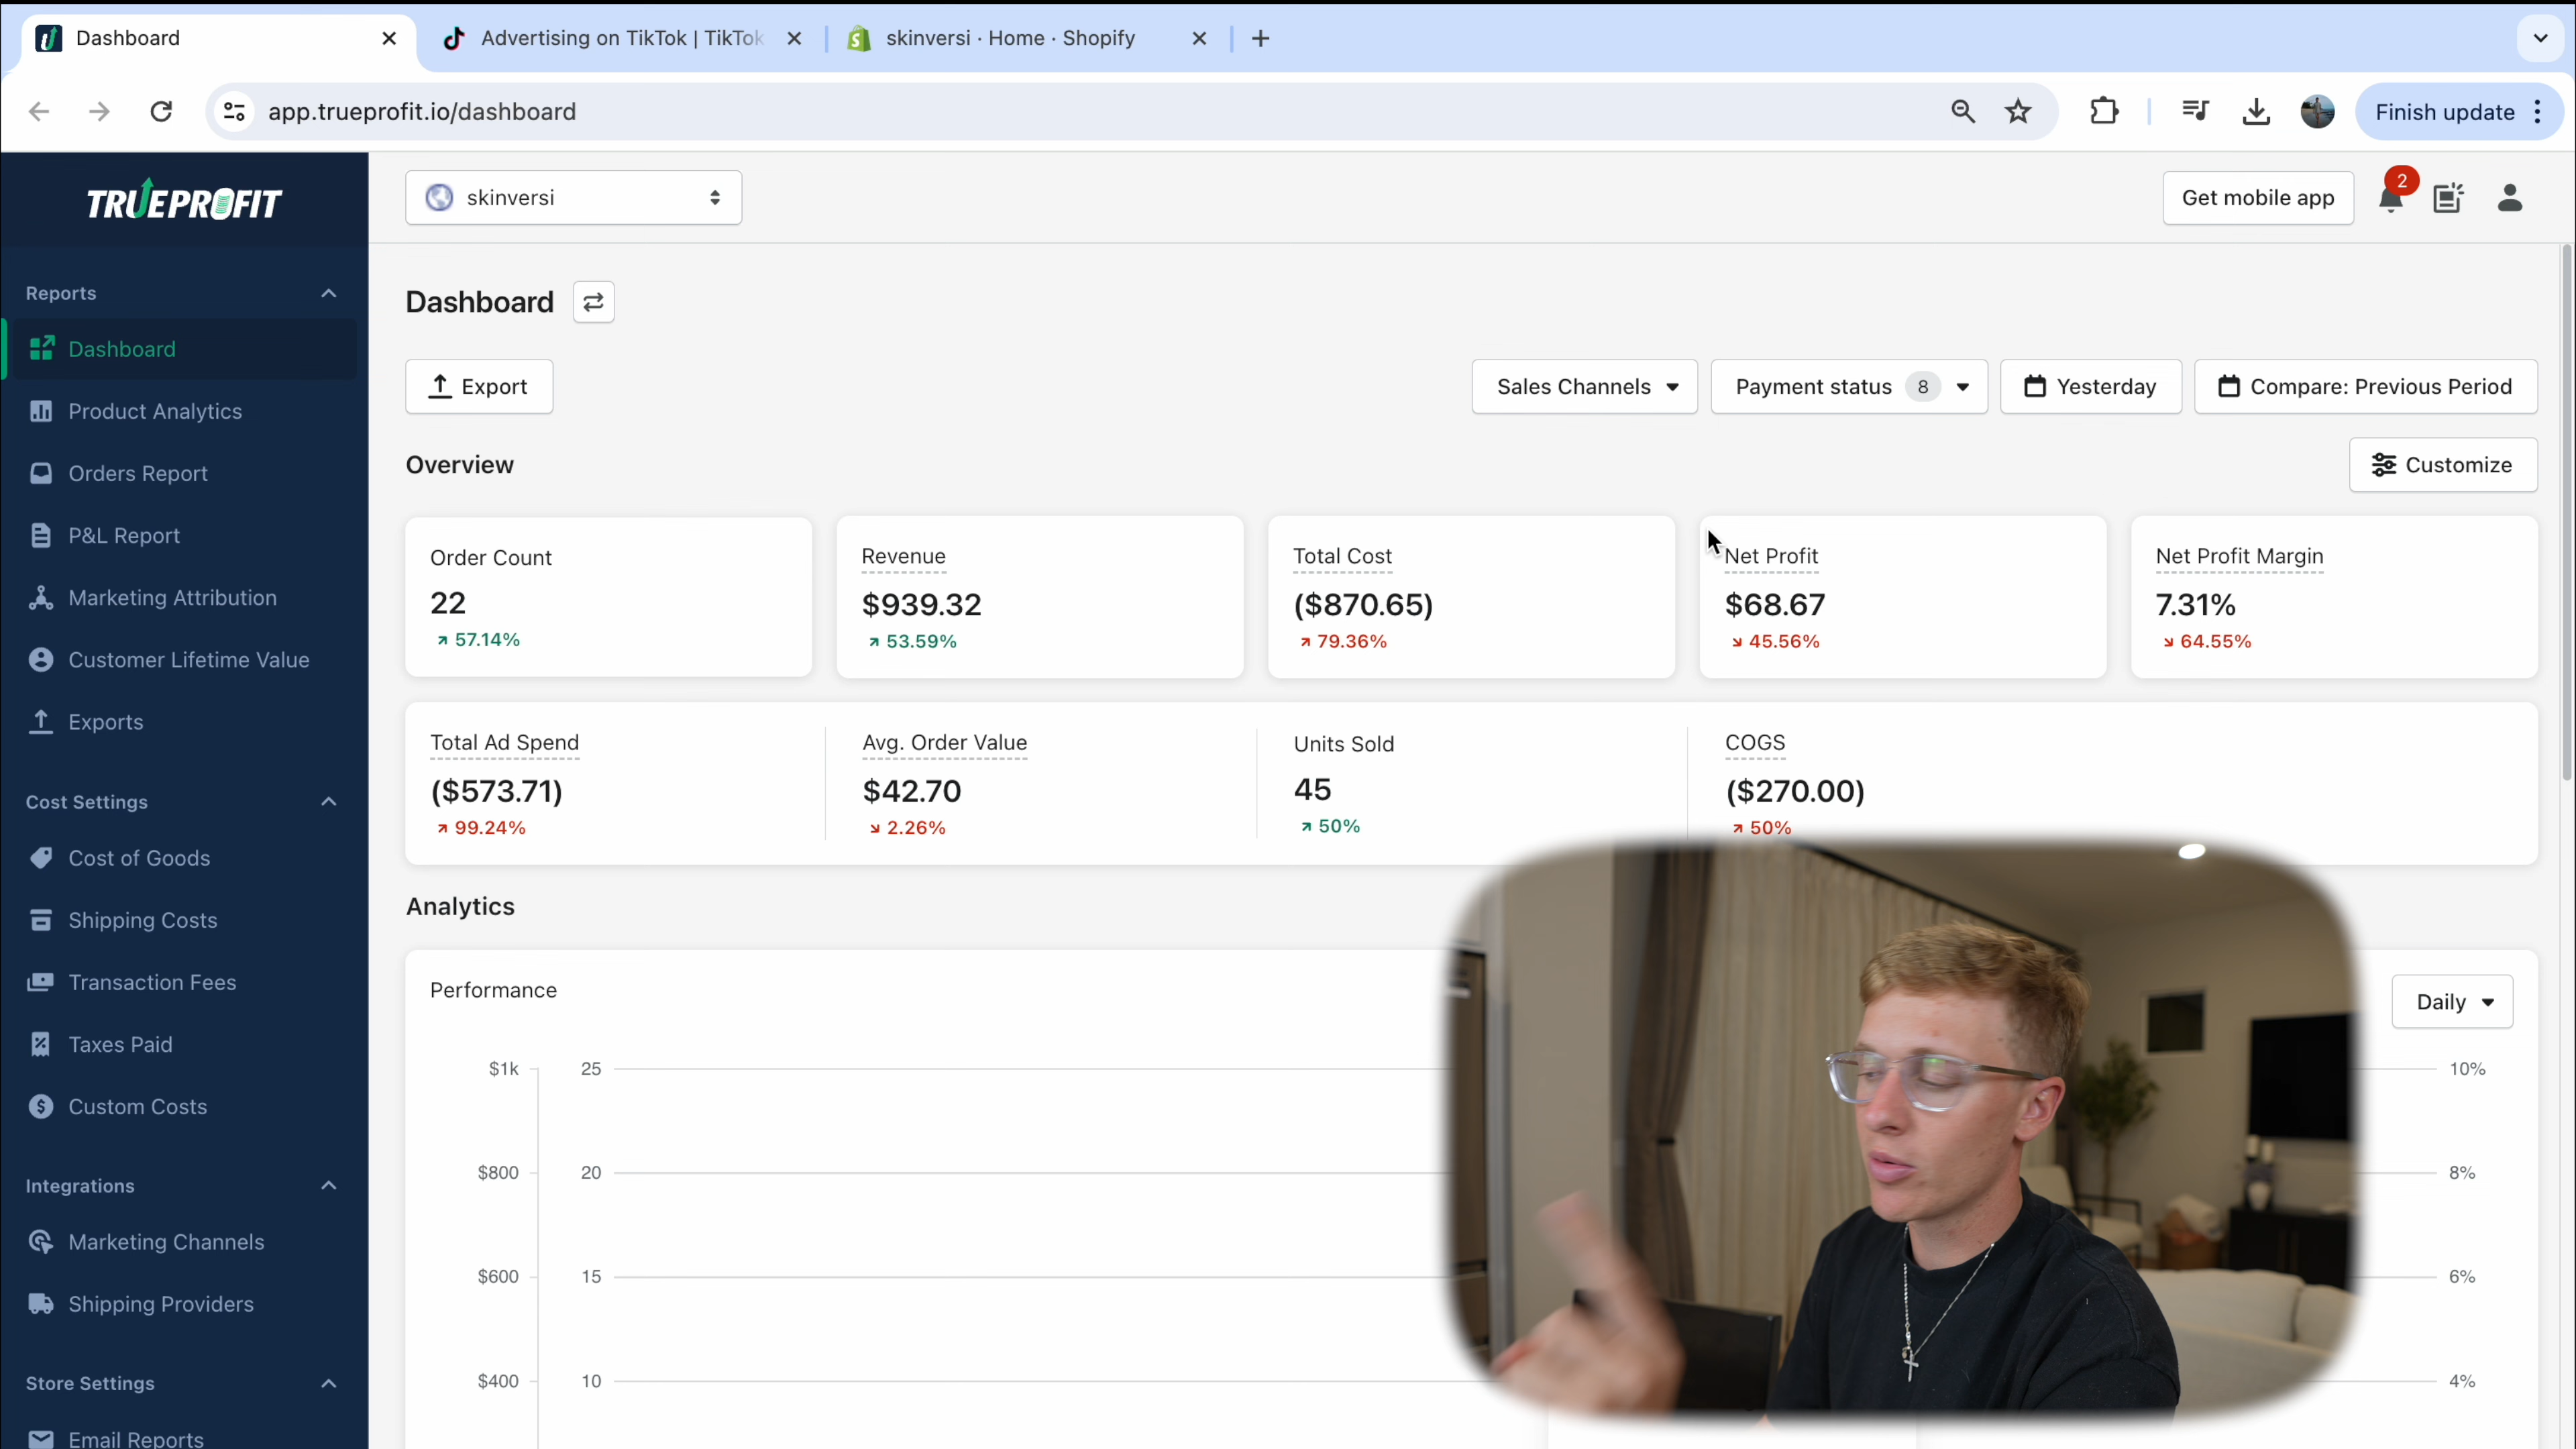 Dashboard
Advertising on TikTok | TikTok
skinversi · Home · Shopify
app.trueprofit.io/dashboard
Finish update
TRUEPROFIT
skinversi
Get mobile app
2
Reports
Dashboard
Product Analytics
Orders Report
P&L Report
Marketing Attribution
Customer Lifetime Value
Exports
Cost Settings
Cost of Goods
Shipping Costs
Transaction Fees
Taxes Paid
Custom Costs
Integrations
Marketing Channels
Shipping Providers
Store Settings
Email Reports
Dashboard
Export
Sales Channels
Payment status 8
Yesterday
Compare: Previous Period
Overview
Customize
Order Count
22
57.14%
Revenue
$939.32
53.59%
Total Cost
($870.65)
79.36%
Net Profit
$68.67
45.56%
Net Profit Margin
7.31%
64.55%
Total Ad Spend
($573.71)
99.24%
Avg. Order Value
$42.70
2.26%
Units Sold
45
50%
COGS
($270.00)
50%
Analytics
Performance
Daily
$1k 25 10%
$800 20 8%
$600 15 6%
$400 10 4%